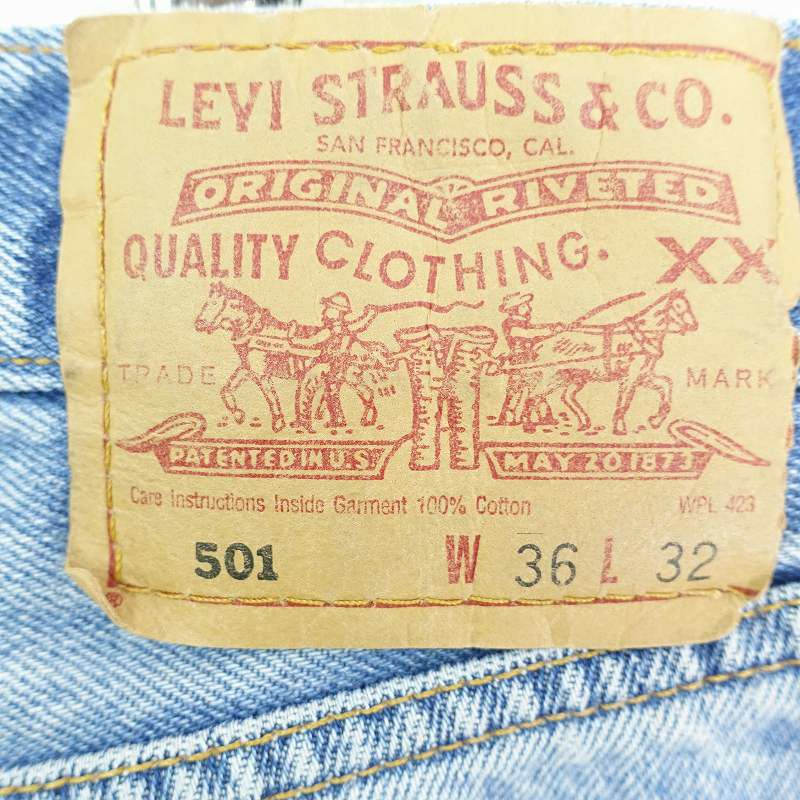 LEVI STRAUSS & CO.
SAN FRANCISCO, CAL.
ORIGINAL RIVETED
QUALITY CLOTHING. XX
TRADE MARK
PATENTED IN U.S. MAY 20 1873
Care Instructions Inside Garment 100% Cotton WPL 423
501 W 36 L 32
®